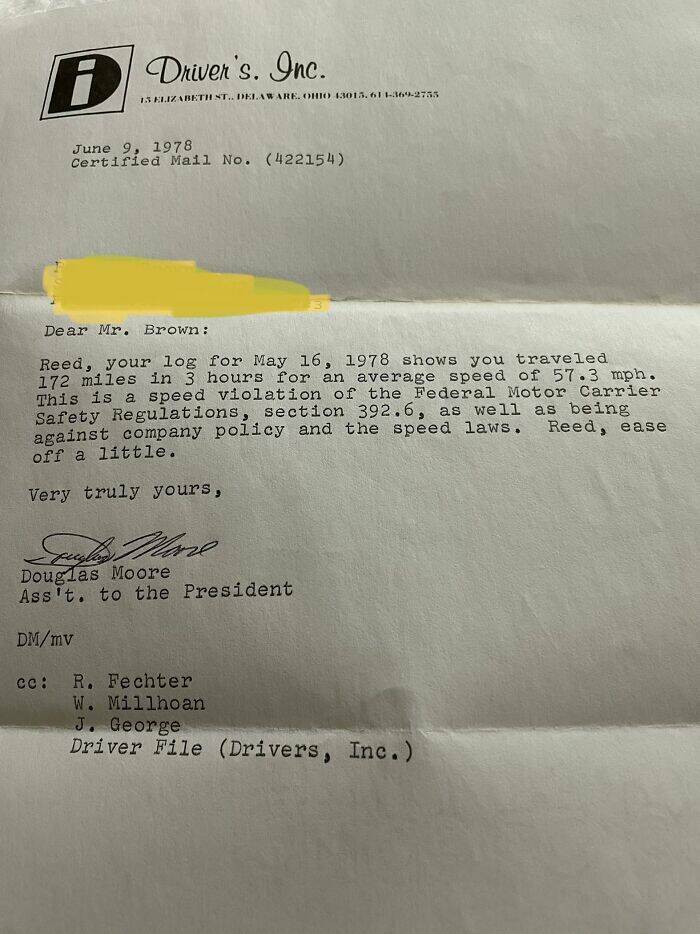 Driver's. Inc.
15 ELIZABETH ST.. DELAWARE. OHIO 43015. 614-369-2755
June 9, 1978
Certified Mail No. (422154)
3
Dear Mr. Brown:
Reed, your log for May 16, 1978 shows you traveled
172 miles in 3 hours for an average speed of 57.3 mph.
This is a speed violation of the Federal Motor Carrier
Safety Regulations, section 392.6, as well as being
against company policy and the speed laws. Reed, ease
off a little.
Very truly yours,
Douglas Moore
Douglas Moore
Ass't. to the President
DM/mv
cc: R. Fechter
W. Millhoan
J. George
Driver File (Drivers, Inc.)